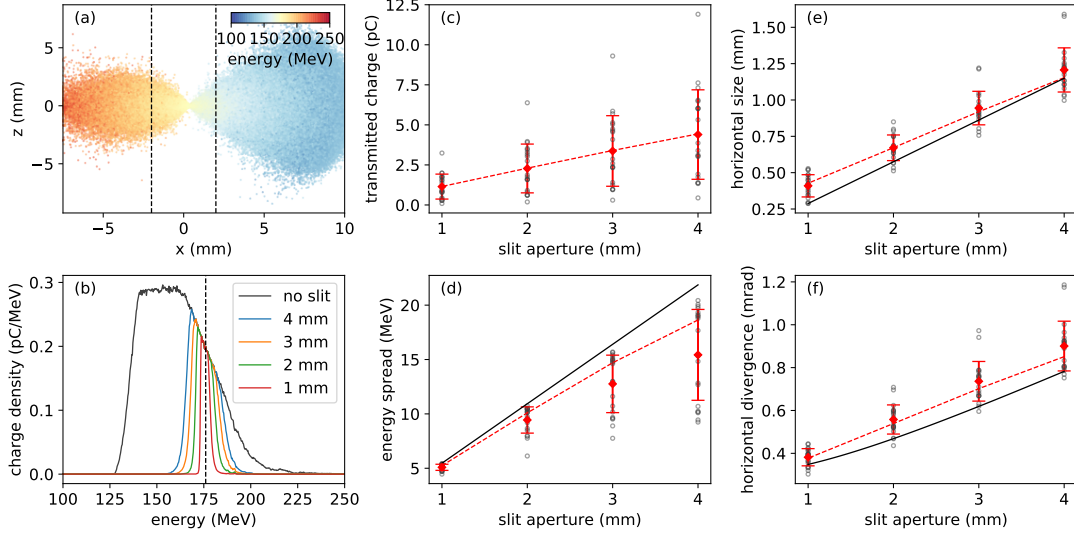 (a)
100 150 200 250
energy (MeV)
5
0
−5
z (mm)
−5 0 5 10
x (mm)
(c)
12.5
10.0
7.5
5.0
2.5
0.0
transmitted charge (pC)
1 2 3 4
slit aperture (mm)
(e)
1.50
1.25
1.00
0.75
0.50
0.25
horizontal size (mm)
1 2 3 4
slit aperture (mm)
(b)
0.3
0.2
0.1
0.0
charge density (pC/MeV)
no slit
4 mm
3 mm
2 mm
1 mm
100 125 150 175 200 225 250
energy (MeV)
(d)
20
15
10
5
energy spread (MeV)
1 2 3 4
slit aperture (mm)
(f)
1.2
1.0
0.8
0.6
0.4
horizontal divergence (mrad)
1 2 3 4
slit aperture (mm)